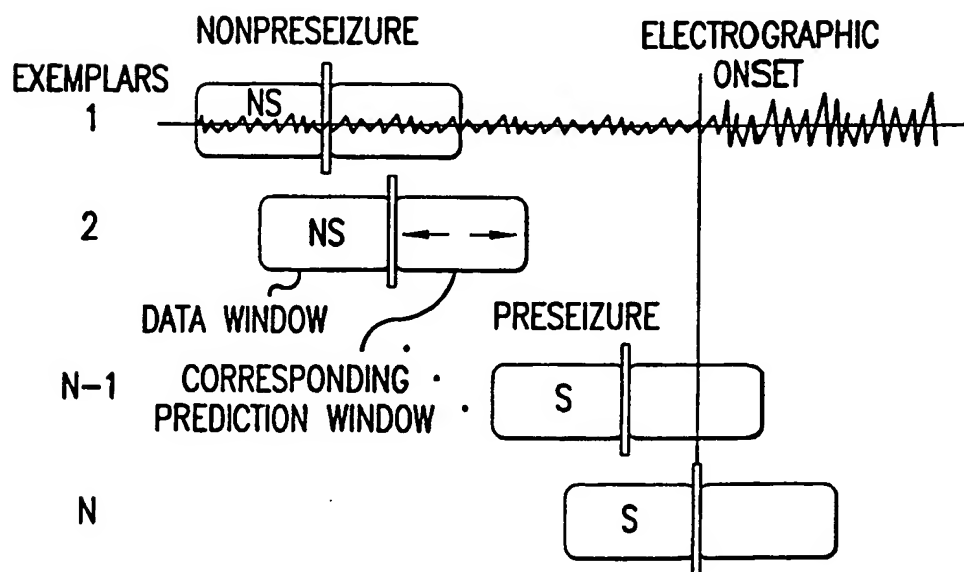 NONPRESEIZURE
ELECTROGRAPHIC
ONSET
EXEMPLARS
1
NS
2
NS
DATA WINDOW
PRESEIZURE
N-1
CORRESPONDING
PREDICTION WINDOW
S
N
S